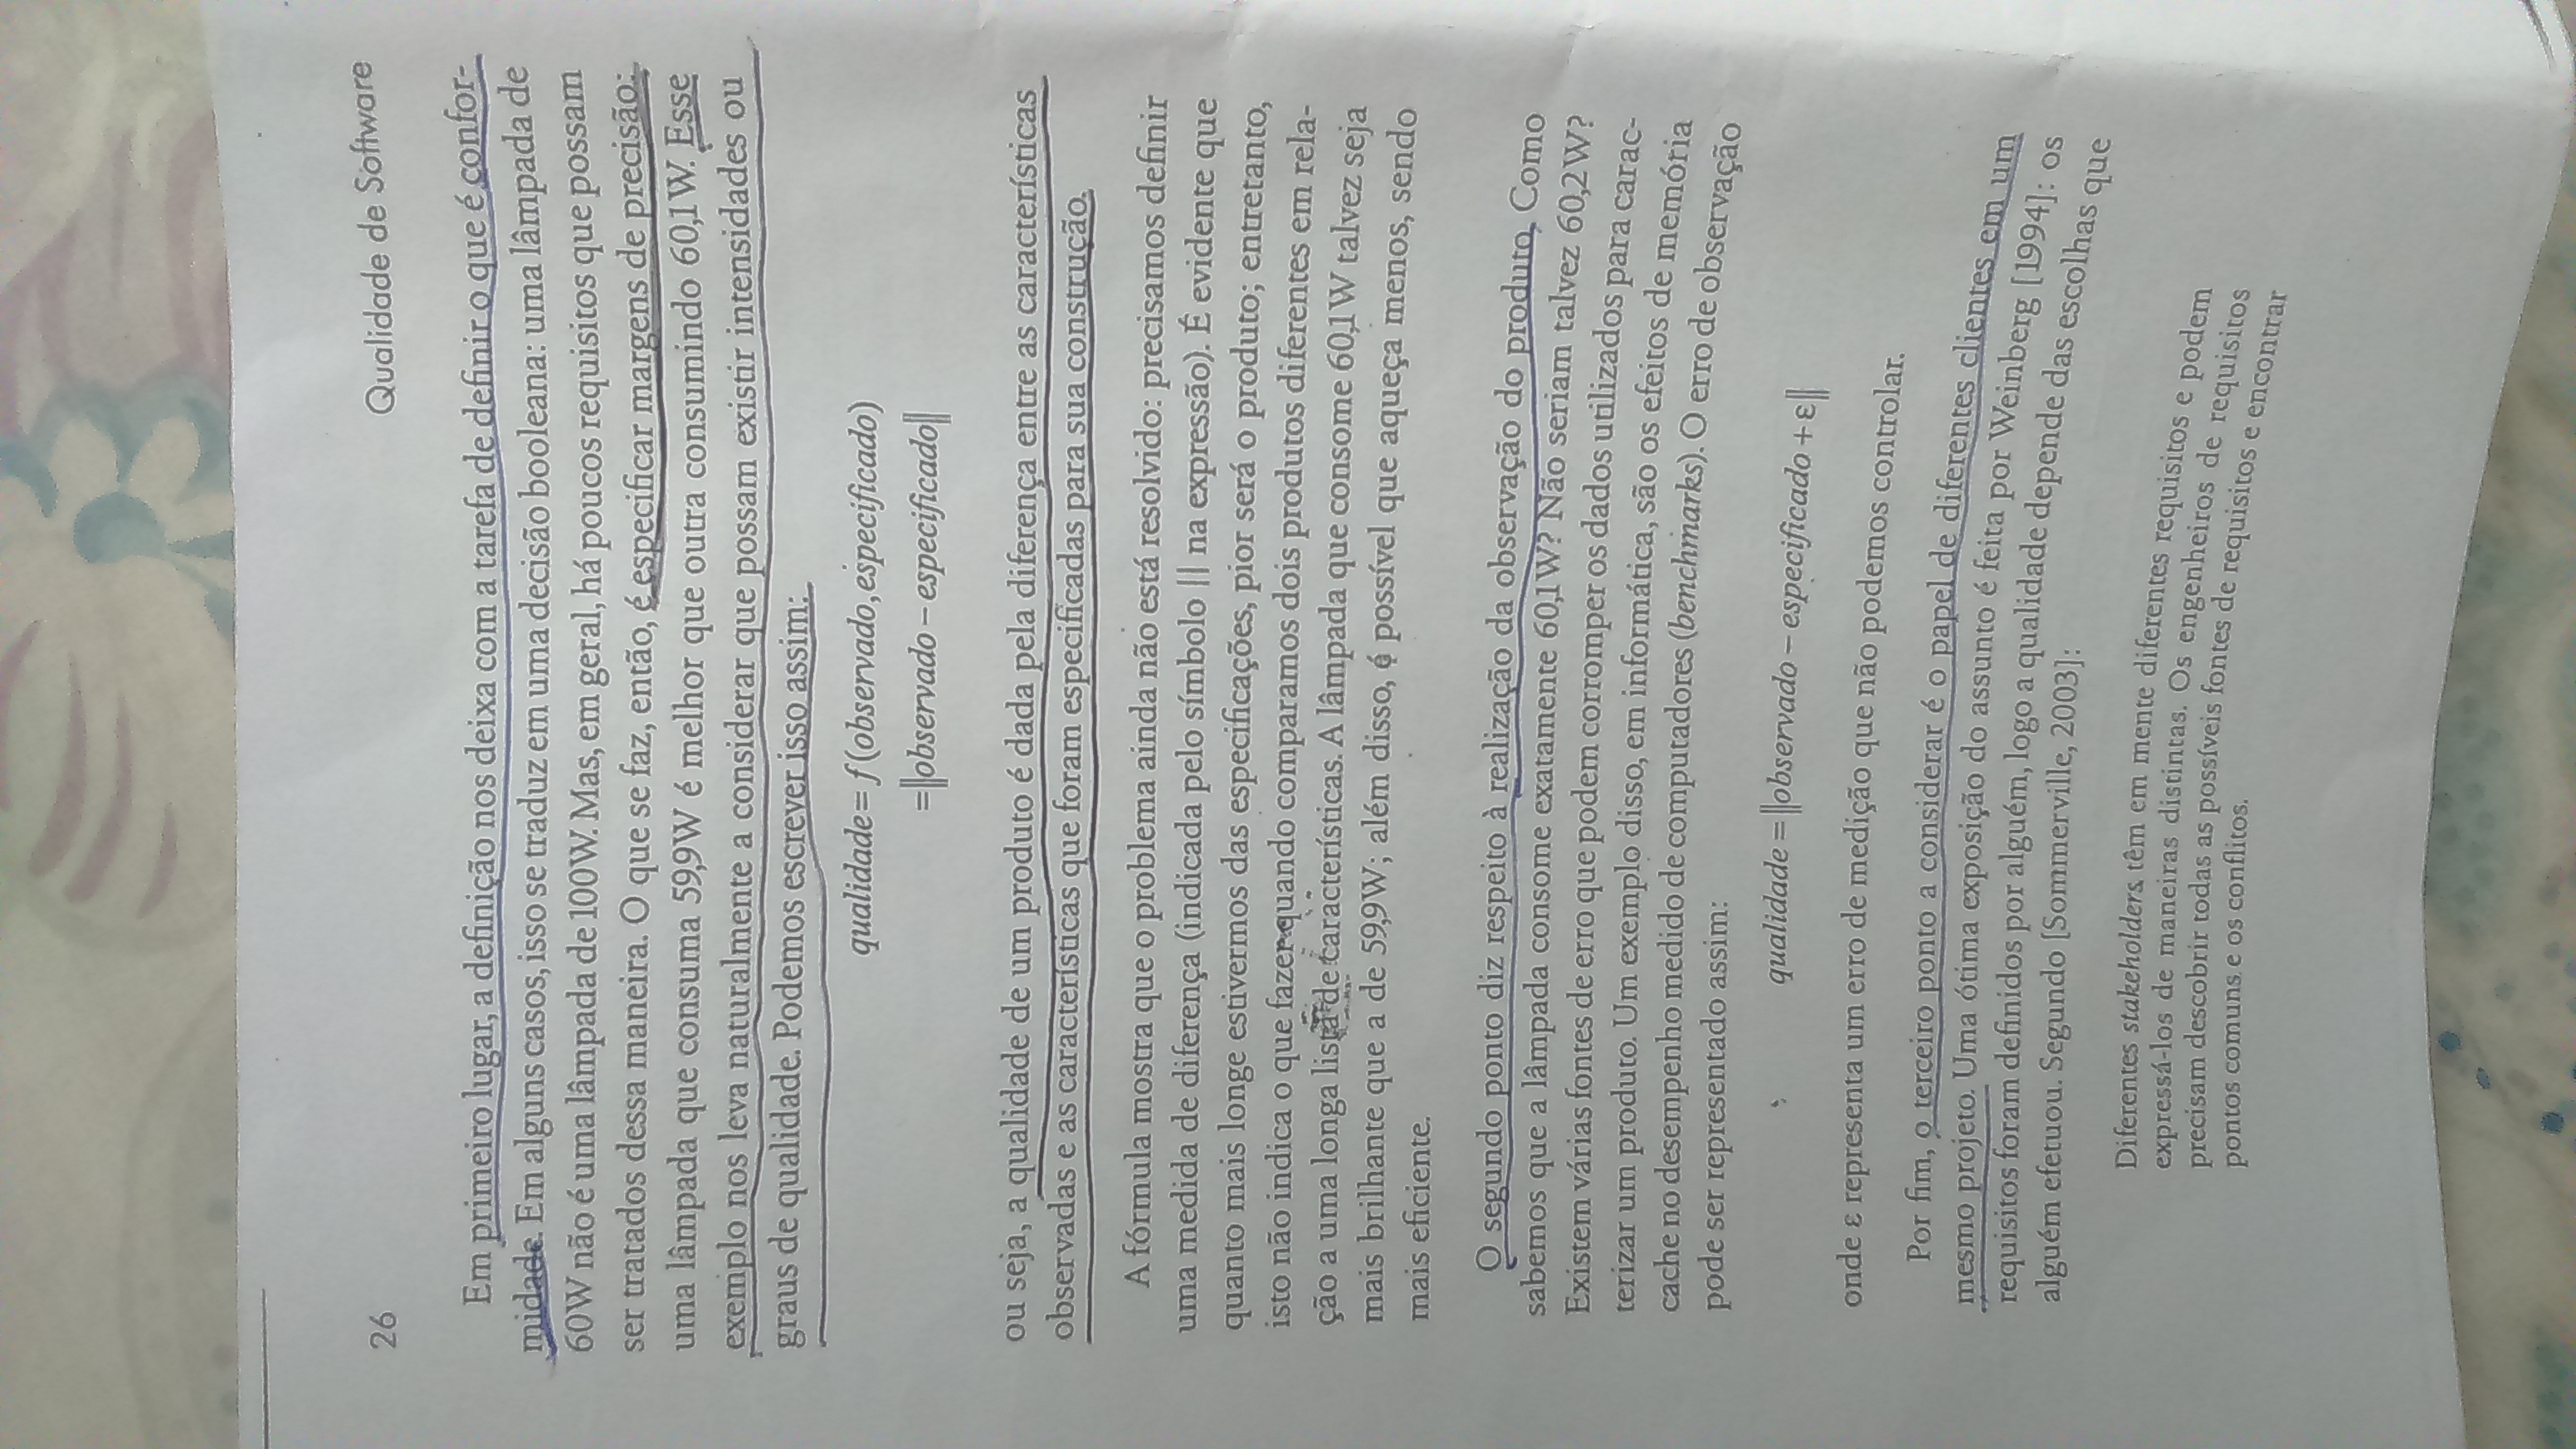 26
Qualidade de Software
Em primeiro lugar, a definição nos deixa com a tarefa de definir o que é confor-
midade. Em alguns casos, isso se traduz em uma decisão booleana: uma lâmpada de
60W não é uma lâmpada de 100W. Mas, em geral, há poucos requisitos que possam
ser tratados dessa maneira. O que se faz, então, é especificar margens de precisão:
uma lâmpada que consuma 59,9W é melhor que outra consumindo 60,1W. Esse
exemplo nos leva naturalmente a considerar que possam existir intensidades ou
graus de qualidade. Podemos escrever isso assim:
qualidade = f(observado, especificado)
=‖observado – especificado‖
ou seja, a qualidade de um produto é dada pela diferença entre as características
observadas e as características que foram especificadas para sua construção.
A fórmula mostra que o problema ainda não está resolvido: precisamos definir
uma medida de diferença (indicada pelo símbolo || na expressão). É evidente que
quanto mais longe estivermos das especificações, pior será o produto; entretanto,
isto não indica o que fazer quando comparamos dois produtos diferentes em rela-
ção a uma longa lista de características. A lâmpada que consome 60,1W talvez seja
mais brilhante que a de 59,9W; além disso, é possível que aqueça menos, sendo
mais eficiente.
O segundo ponto diz respeito à realização da observação do produto. Como
sabemos que a lâmpada consome exatamente 60,1W? Não seriam talvez 60,2W?
Existem várias fontes de erro que podem corromper os dados utilizados para carac-
terizar um produto. Um exemplo disso, em informática, são os efeitos de memória
cache no desempenho medido de computadores (benchmarks). O erro de observação
pode ser representado assim:
qualidade = ‖observado – especificado + ε‖
onde ε representa um erro de medição que não podemos controlar.
Por fim, o terceiro ponto a considerar é o papel de diferentes clientes em um
mesmo projeto. Uma ótima exposição do assunto é feita por Weinberg [1994]: os
requisitos foram definidos por alguém, logo a qualidade depende das escolhas que
alguém efetuou. Segundo [Sommerville, 2003]:
Diferentes stakeholders têm em mente diferentes requisitos e podem
expressá-los de maneiras distintas. Os engenheiros de requisitos
precisam descobrir todas as possíveis fontes de requisitos e encontrar
pontos comuns e os conflitos.